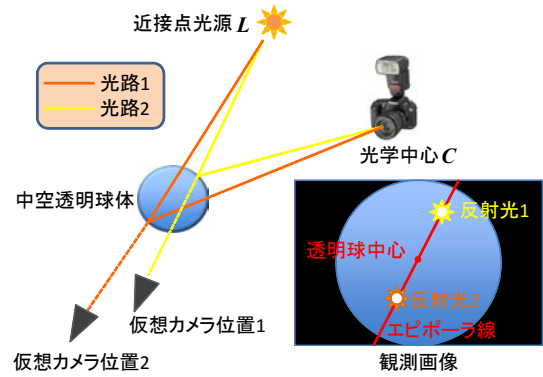 近接点光源 L
光路1
光路2
光学中心 C
中空透明球体
反射光1
透明球中心
反射光2
エピポーラ線
仮想カメラ位置1
仮想カメラ位置2
観測画像